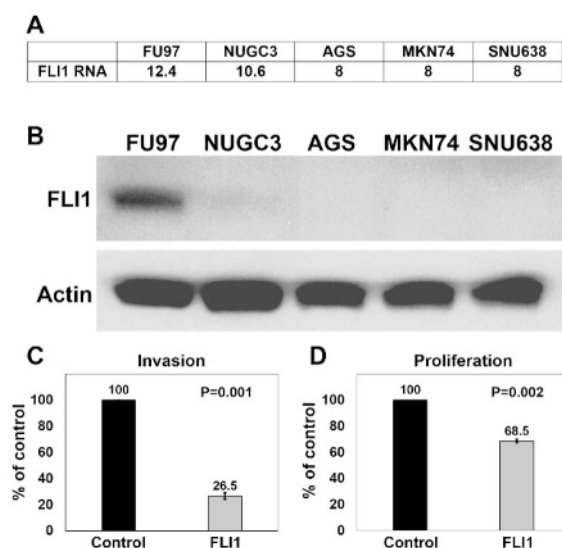 A
FU97 NUGC3 AGS MKN74 SNU638
FLI1 RNA 12.4 10.6 8 8 8
B
FU97 NUGC3 AGS MKN74 SNU638
FLI1
Actin
C
Invasion
% of control
100
80
60
40
20
0
100
P=0.001
26.5
Control FLI1
D
Proliferation
% of control
100
80
60
40
20
0
100
P=0.002
68.5
Control FLI1